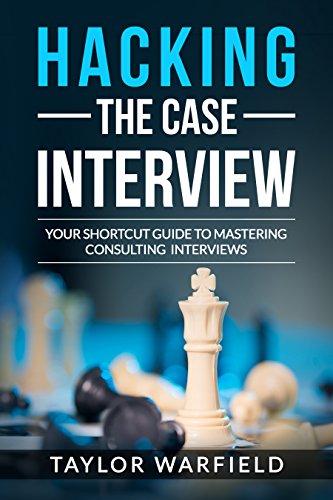 HACKING
THE CASE
INTERVIEW
YOUR SHORTCUT GUIDE TO MASTERING
CONSULTING INTERVIEWS
TAYLOR WARFIELD